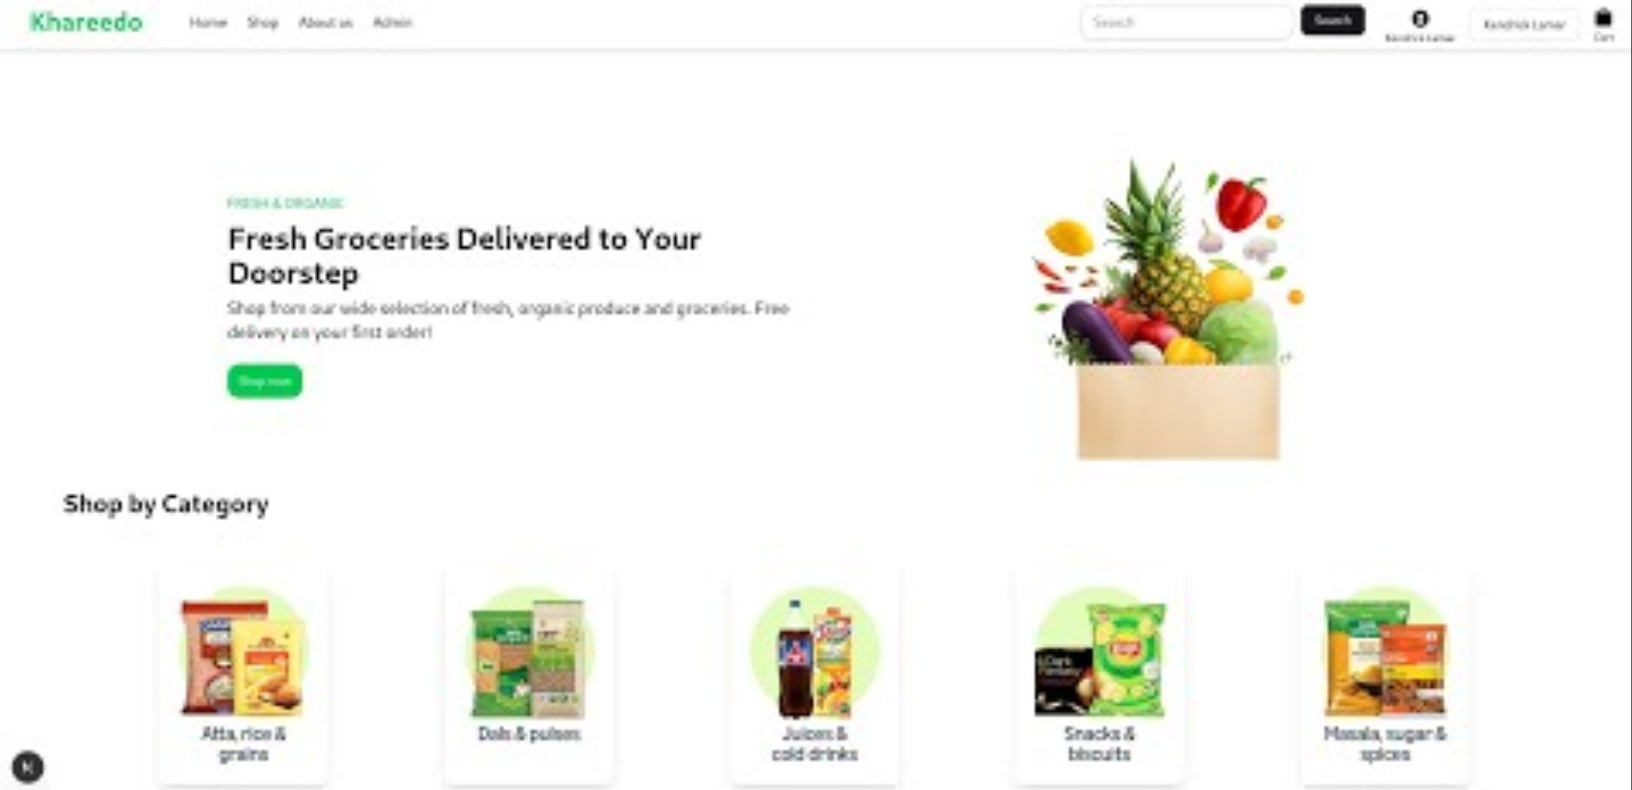 Khareedo
Home Shop About us Admin
Search
Search
Kendrick Lamar
Kendrick Lamar
Cart
FRESH & ORGANIC
Fresh Groceries Delivered to Your
Doorstep
Shop from our wide selection of fresh, organic produce and groceries. Free
delivery on your first order!
Shop now
Shop by Category
Atta, rice &
grains
Dals & pulses
Juices &
cold drinks
Snacks &
biscuits
Masala, sugar &
spices
N